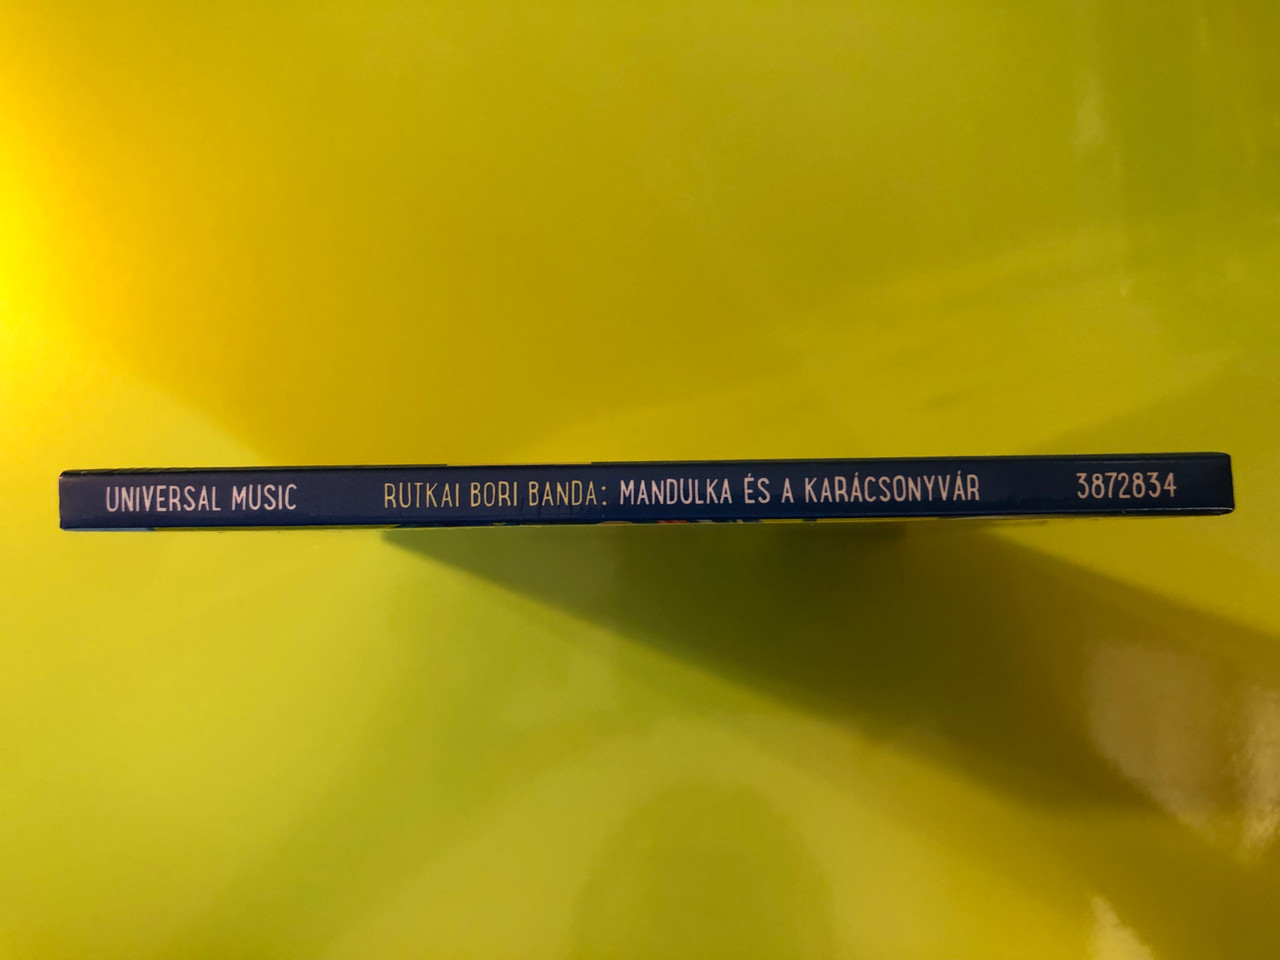 UNIVERSAL MUSIC RUTKAI BORI BANDA: MANDULKA ÉS A KARÁCSONYVÁR 3872834